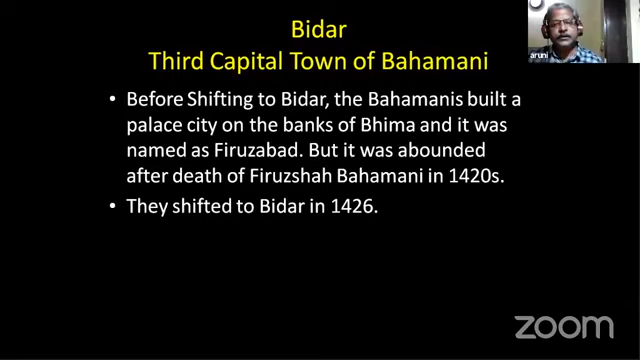 Bidar
Third Capital Town of Bahamani
• Before Shifting to Bidar, the Bahamanis built a
palace city on the banks of Bhima and it was
named as Firuzabad. But it was abounded
after death of Firuzshah Bahamani in 1420s.
• They shifted to Bidar in 1426.
aruni
zoom